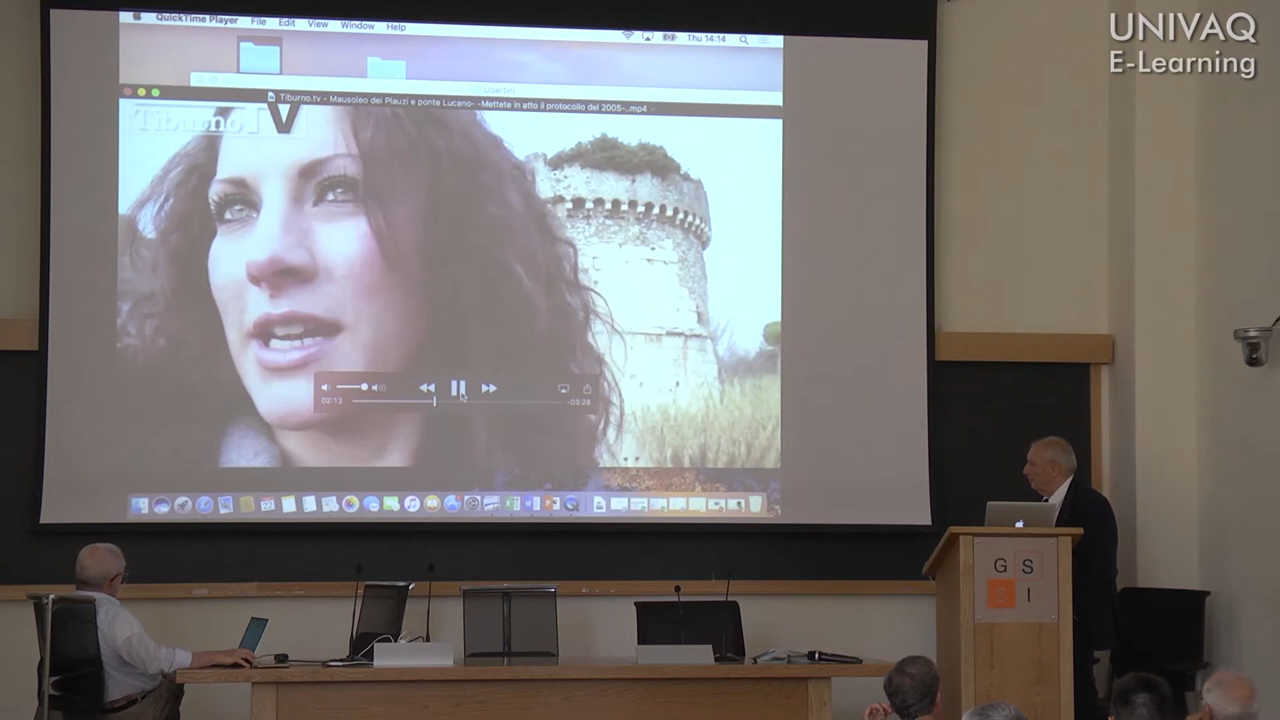 UNIVAQ
E-Learning
QuickTime Player File Edit View Window Help
Thu 14:14
Tiburno.tv - Mausoleo dei Plauzi e ponte Lucano- -Mettete in atto il protocollo del 2005-..mp4
Tiburno TV
02:12
-03:28
G S
S I